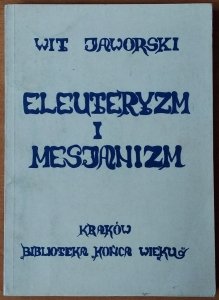 WIT JAWORSKI
ELEUTERYZM
I
MESJANIZM
KRAKÓW
BIBLIOTEKA KOŃCA WIEKU